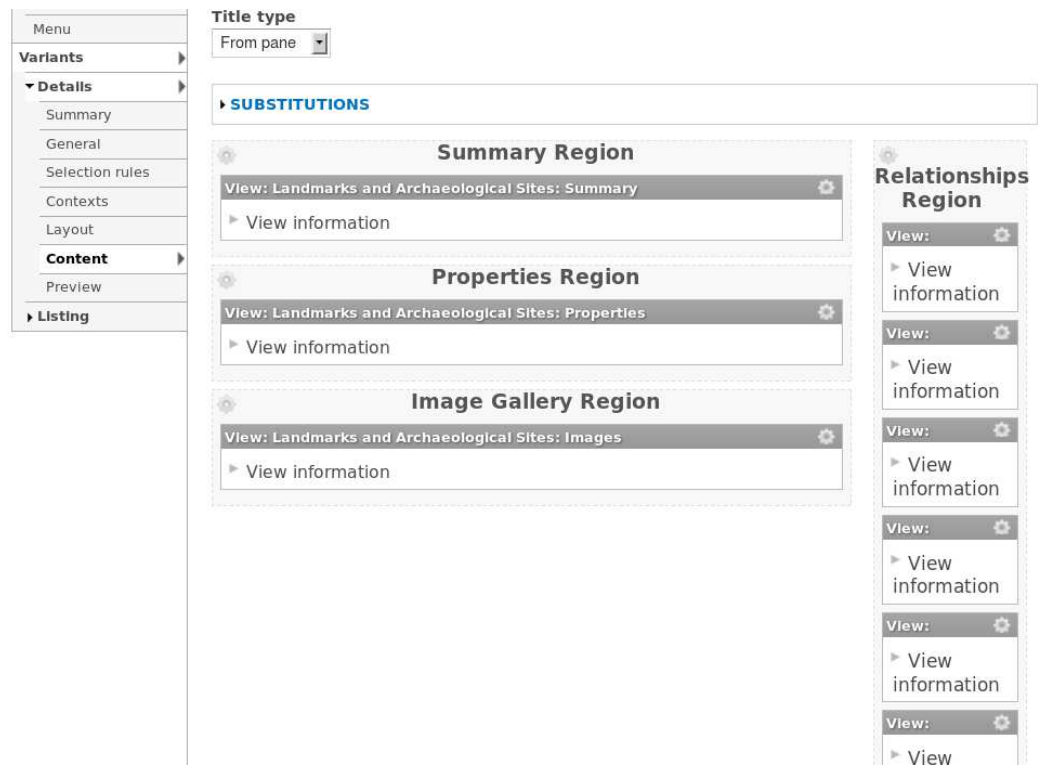 Menu
Variants
Details
Summary
General
Selection rules
Contexts
Layout
Content
Preview
Listing
Title type
From pane
SUBSTITUTIONS
Summary Region
View: Landmarks and Archaeological Sites: Summary
View information
Properties Region
View: Landmarks and Archaeological Sites: Properties
View information
Image Gallery Region
View: Landmarks and Archaeological Sites: Images
View information
Relationships
Region
View:
View
information
View:
View
information
View:
View
information
View:
View
information
View:
View
information
View:
View